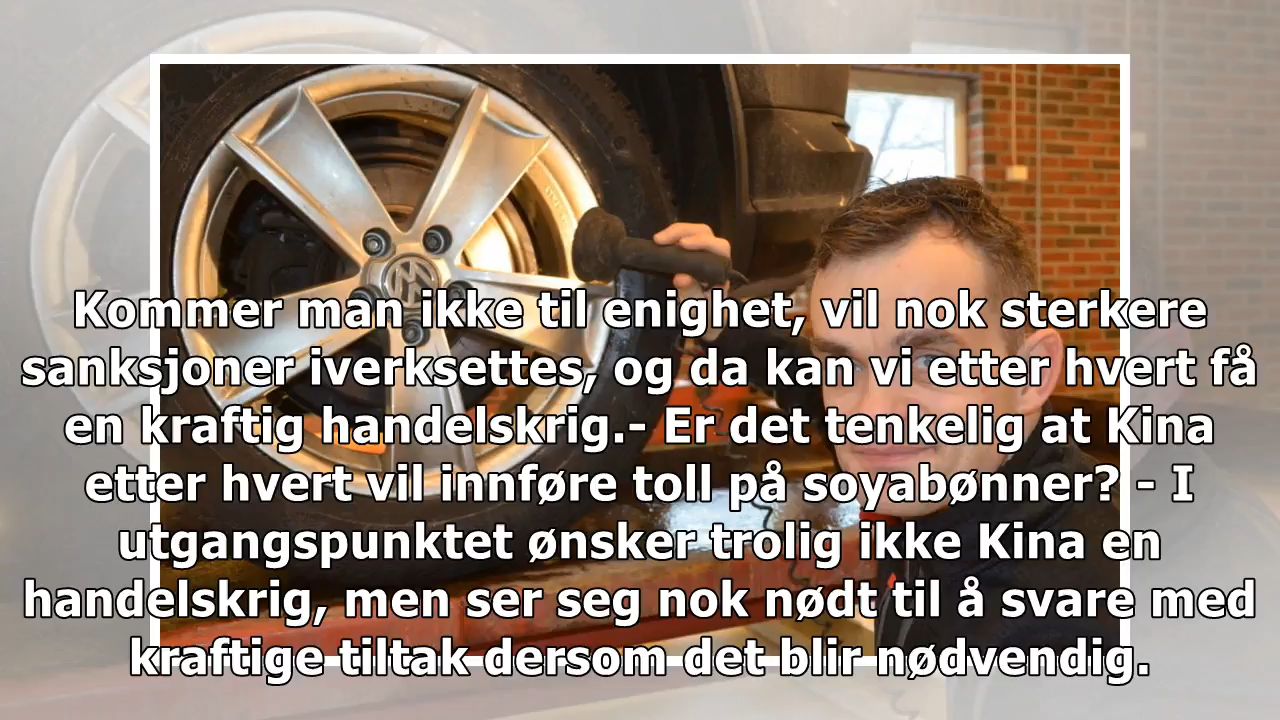 Kommer man ikke til enighet, vil nok sterkere
sanksjoner iverksettes, og da kan vi etter hvert få
en kraftig handelskrig.- Er det tenkelig at Kina
etter hvert vil innføre toll på soyabønner? - I
utgangspunktet ønsker trolig ikke Kina en
handelskrig, men ser seg nok nødt til å svare med
kraftige tiltak dersom det blir nødvendig.